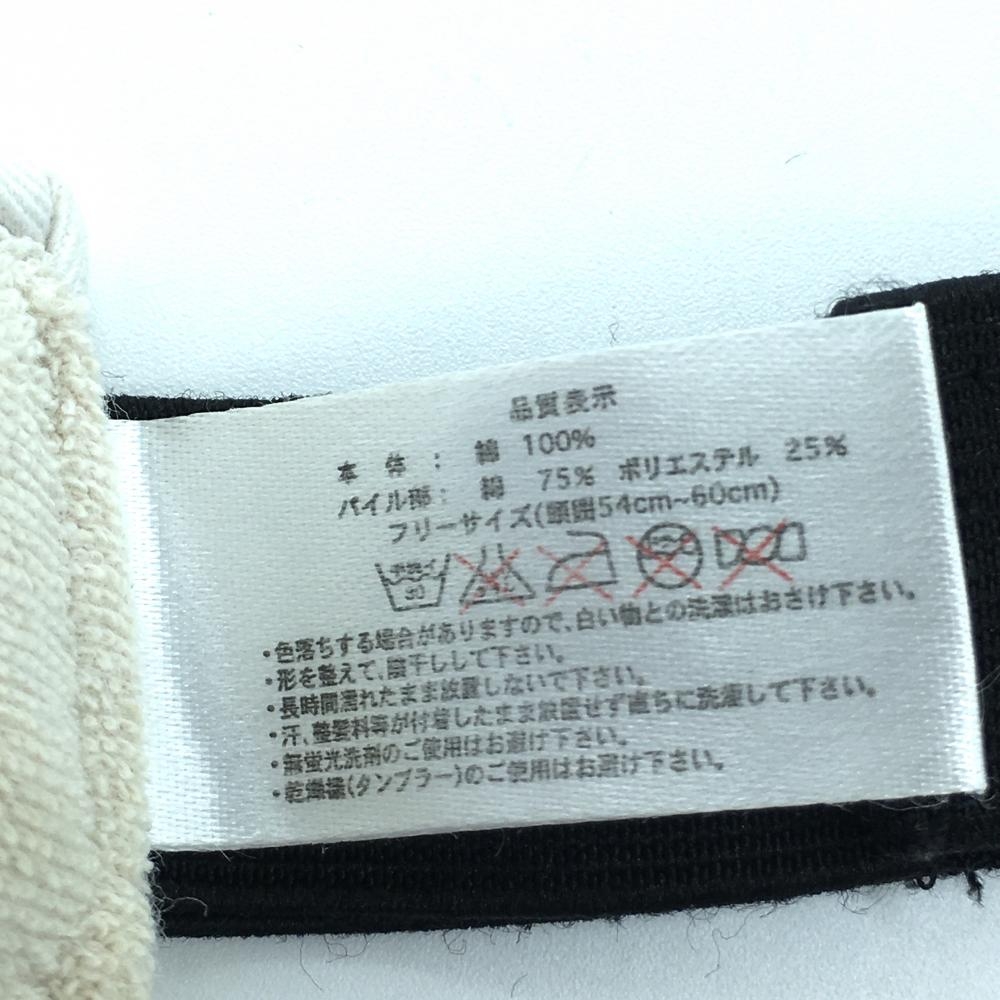 品質表示
本体: 綿 100%
パイル部: 綿 75% ポリエステル 25%
フリーサイズ(頭囲54cm~60cm)
・色落ちする場合がありますので、白い物との洗濯はおさけ下さい。
・形を整えて、陰干しして下さい。
・長時間濡れたまま放置しないで下さい。
・汗、整髪料等が付着したまま放置せず直ちに洗濯して下さい。
・無蛍光洗剤のご使用はお避け下さい。
・乾燥機(タンブラー)のご使用はお避け下さい。